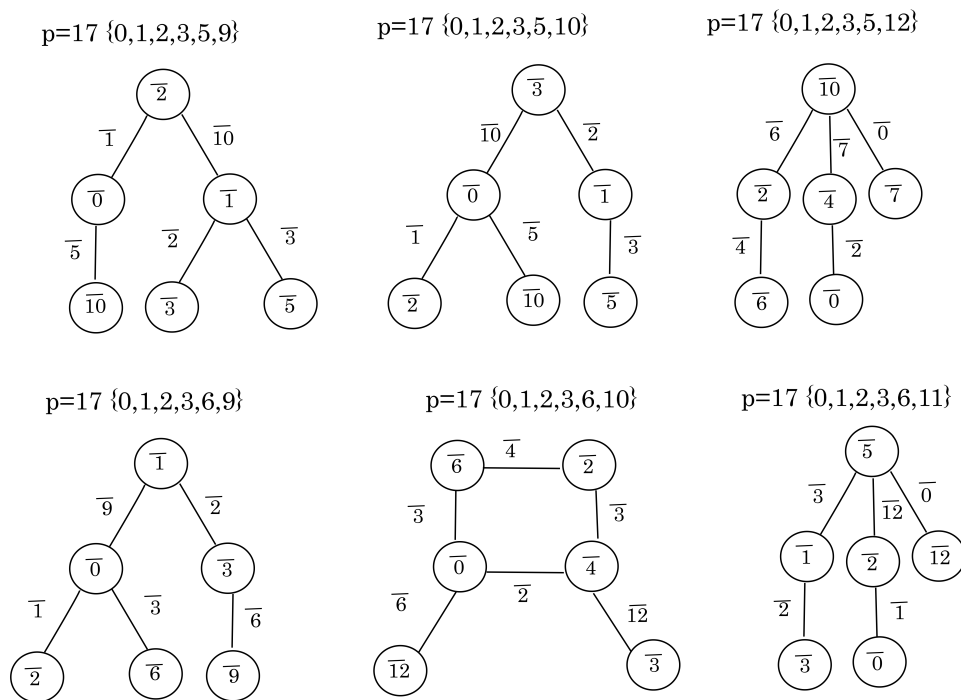 p=17 {0,1,2,3,5,9}
p=17 {0,1,2,3,5,10}
p=17 {0,1,2,3,5,12}
2̅
1̅ 1̅0̅
0̅ 1̅
5̅ 2̅ 3̅
1̅0̅ 3̅ 5̅
3̅
1̅0̅ 2̅
0̅ 1̅
1̅ 5̅ 3̅
2̅ 1̅0̅ 5̅
1̅0̅
6̅ 7̅ 0̅
2̅ 4̅ 7̅
4̅ 2̅
6̅ 0̅
p=17 {0,1,2,3,6,9}
p=17 {0,1,2,3,6,10}
p=17 {0,1,2,3,6,11}
1̅
9̅ 2̅
0̅ 3̅
1̅ 3̅ 6̅
2̅ 6̅ 9̅
4̅
6̅ 2̅
3̅ 3̅
0̅ 4̅
6̅ 2̅ 1̅2̅
1̅2̅ 3̅
5̅
3̅ 1̅2̅ 0̅
1̅ 2̅ 1̅2̅
2̅ 1̅
3̅ 0̅